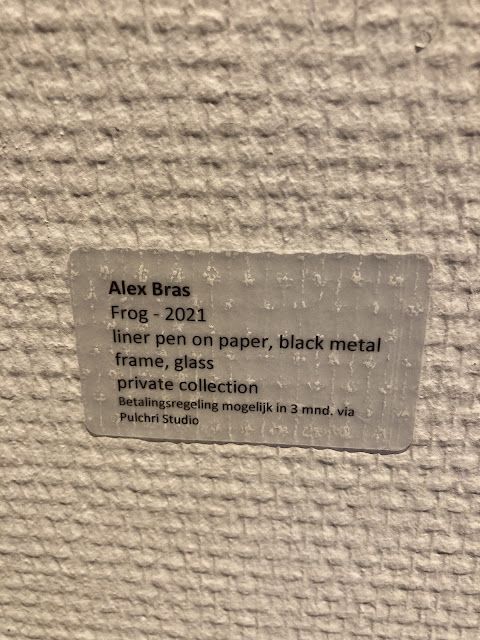 Alex Bras
Frog - 2021
liner pen on paper, black metal
frame, glass
private collection
Betalingsregeling mogelijk in 3 mnd. via
Pulchri Studio